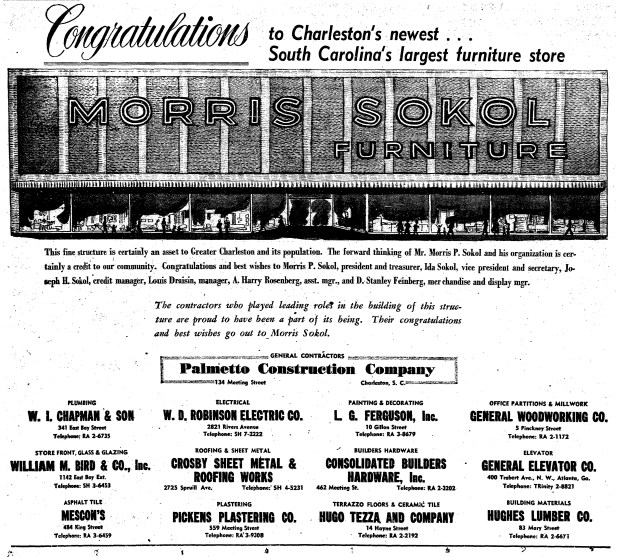 Congratulations to Charleston's newest . . .
South Carolina's largest furniture store
MORRIS SOKOL
FURNITURE
This fine structure is certainly an asset to Greater Charleston and its population. The forward thinking of Mr. Morris P. Sokol and his organization is cer-
tainly a credit to our community. Congratulations and best wishes to Morris P. Sokol, president and treasurer, Ida Sokol, vice president and secretary, Jo-
seph H. Sokol, credit manager, Louis Draisin, manager, A. Harry Rosenberg, asst. mgr., and D. Stanley Feinberg, merchandise and display mgr.
The contractors who played leading roles in the building of this struc-
ture are proud to have been a part of its being. Their congratulations
and best wishes go out to Morris Sokol.
GENERAL CONTRACTORS
Palmetto Construction Company
134 Meeting Street Charleston, S. C.
PLUMBING
W. I. CHAPMAN & SON
341 East Bay Street
Telephone: RA 2-6725
ELECTRICAL
W. D. ROBINSON ELECTRIC CO.
2821 Rivers Avenue
Telephone: SH 7-2222
PAINTING & DECORATING
L. G. FERGUSON, Inc.
10 Gillon Street
Telephone: RA 3-8679
OFFICE PARTITIONS & MILLWORK
GENERAL WOODWORKING CO.
5 Pinckney Street
Telephone: RA 2-1172
STORE FRONT, GLASS & GLAZING
WILLIAM M. BIRD & CO., Inc.
1142 East Bay Ext.
Telephone: SH 3-6453
ROOFING & SHEET METAL
CROSBY SHEET METAL &
ROOFING WORKS
2725 Spruill Ave. Telephone: SH 4-5231
BUILDERS HARDWARE
CONSOLIDATED BUILDERS
HARDWARE, Inc.
462 Meeting St. Telephone: RA 2-3202
ELEVATOR
GENERAL ELEVATOR CO.
400 Trabert Ave., N. W., Atlanta, Ga.
Telephone: TRinity 2-8821
ASPHALT TILE
MESCON'S
484 King Street
Telephone: RA 3-6459
PLASTERING
PICKENS PLASTERING CO.
559 Meeting Street
Telephone: RA 3-9308
TERRAZZO FLOORS & CERAMIC TILE
HUGO TEZZA AND COMPANY
14 Hayne Street
Telephone: RA 2-2192
BUILDING MATERIALS
HUGHES LUMBER CO.
83 Mary Street
Telephone: RA 2-6671